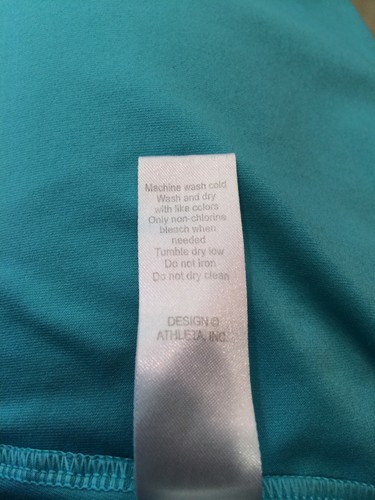 Machine wash cold
Wash and dry
with like colors
Only non-chlorine
bleach when
needed
Tumble dry low
Do not Iron
Do not dry clean
DESIGN ©
ATHLETA, INC.